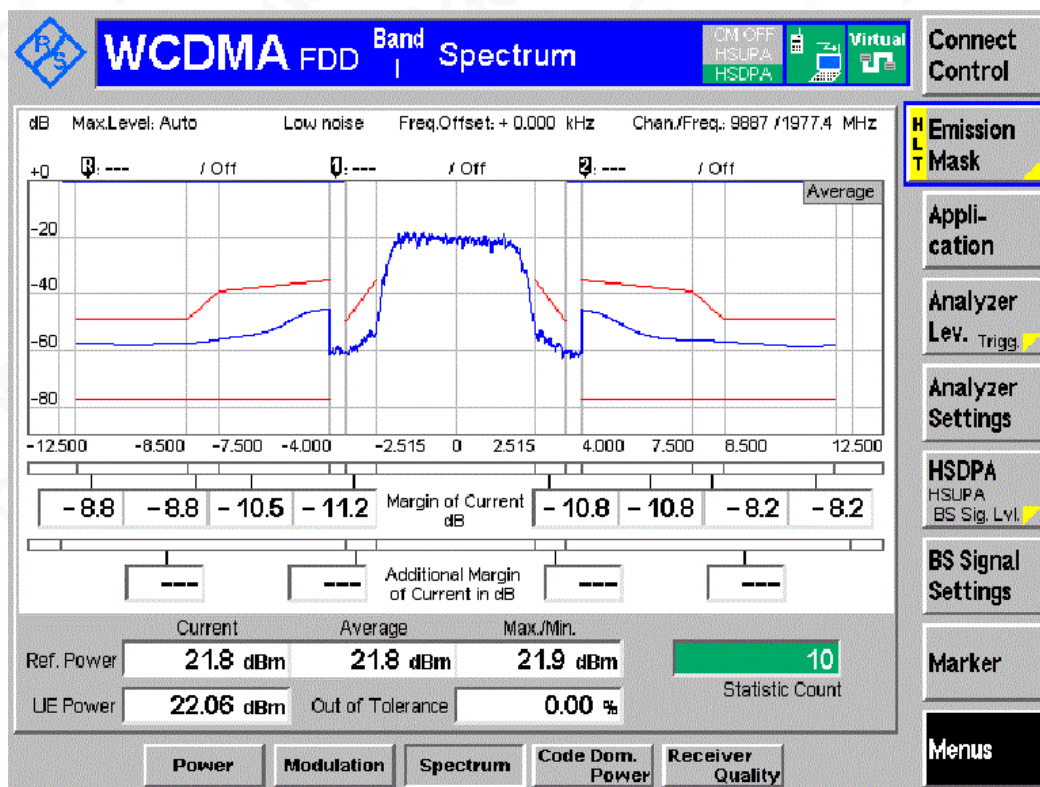 R S
WCDMA FDD Band I Spectrum
CM OFF
HSUPA
HSDPA
Virtual
Connect Control
dB Max.Level: Auto Low noise Freq.Offset: + 0.000 kHz Chan./Freq.: 9887 / 1977.4 MHz
H L T
Emission Mask
+0 R: --- / Off 1: --- / Off 2: --- / Off
Average
Appli-
cation
-20
-40
-60
-80
Analyzer
Lev. Trigg.
Analyzer
Settings
-12.500 -8.500 -7.500 -4.000 -2.515 0 2.515 4.000 7.500 8.500 12.500
HSDPA
HSUPA
BS Sig. Lvl.
- 8.8 - 8.8 - 10.5 - 11.2 Margin of Current dB - 10.8 - 10.8 - 8.2 - 8.2
BS Signal
Settings
--- --- Additional Margin of Current in dB --- ---
Current Average Max./Min.
Ref. Power 21.8 dBm 21.8 dBm 21.9 dBm 10
Statistic Count
Marker
UE Power 22.06 dBm Out of Tolerance 0.00 %
Menus
Power Modulation Spectrum Code Dom. Power Receiver Quality